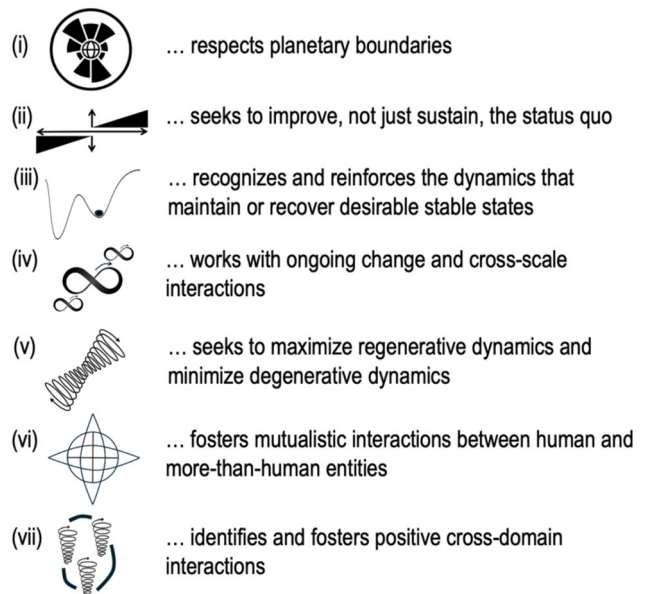 (i) … respects planetary boundaries
(ii) … seeks to improve, not just sustain, the status quo
(iii) … recognizes and reinforces the dynamics that
maintain or recover desirable stable states
(iv) … works with ongoing change and cross-scale
interactions
(v) … seeks to maximize regenerative dynamics and
minimize degenerative dynamics
(vi) … fosters mutualistic interactions between human and
more-than-human entities
(vii) … identifies and fosters positive cross-domain
interactions